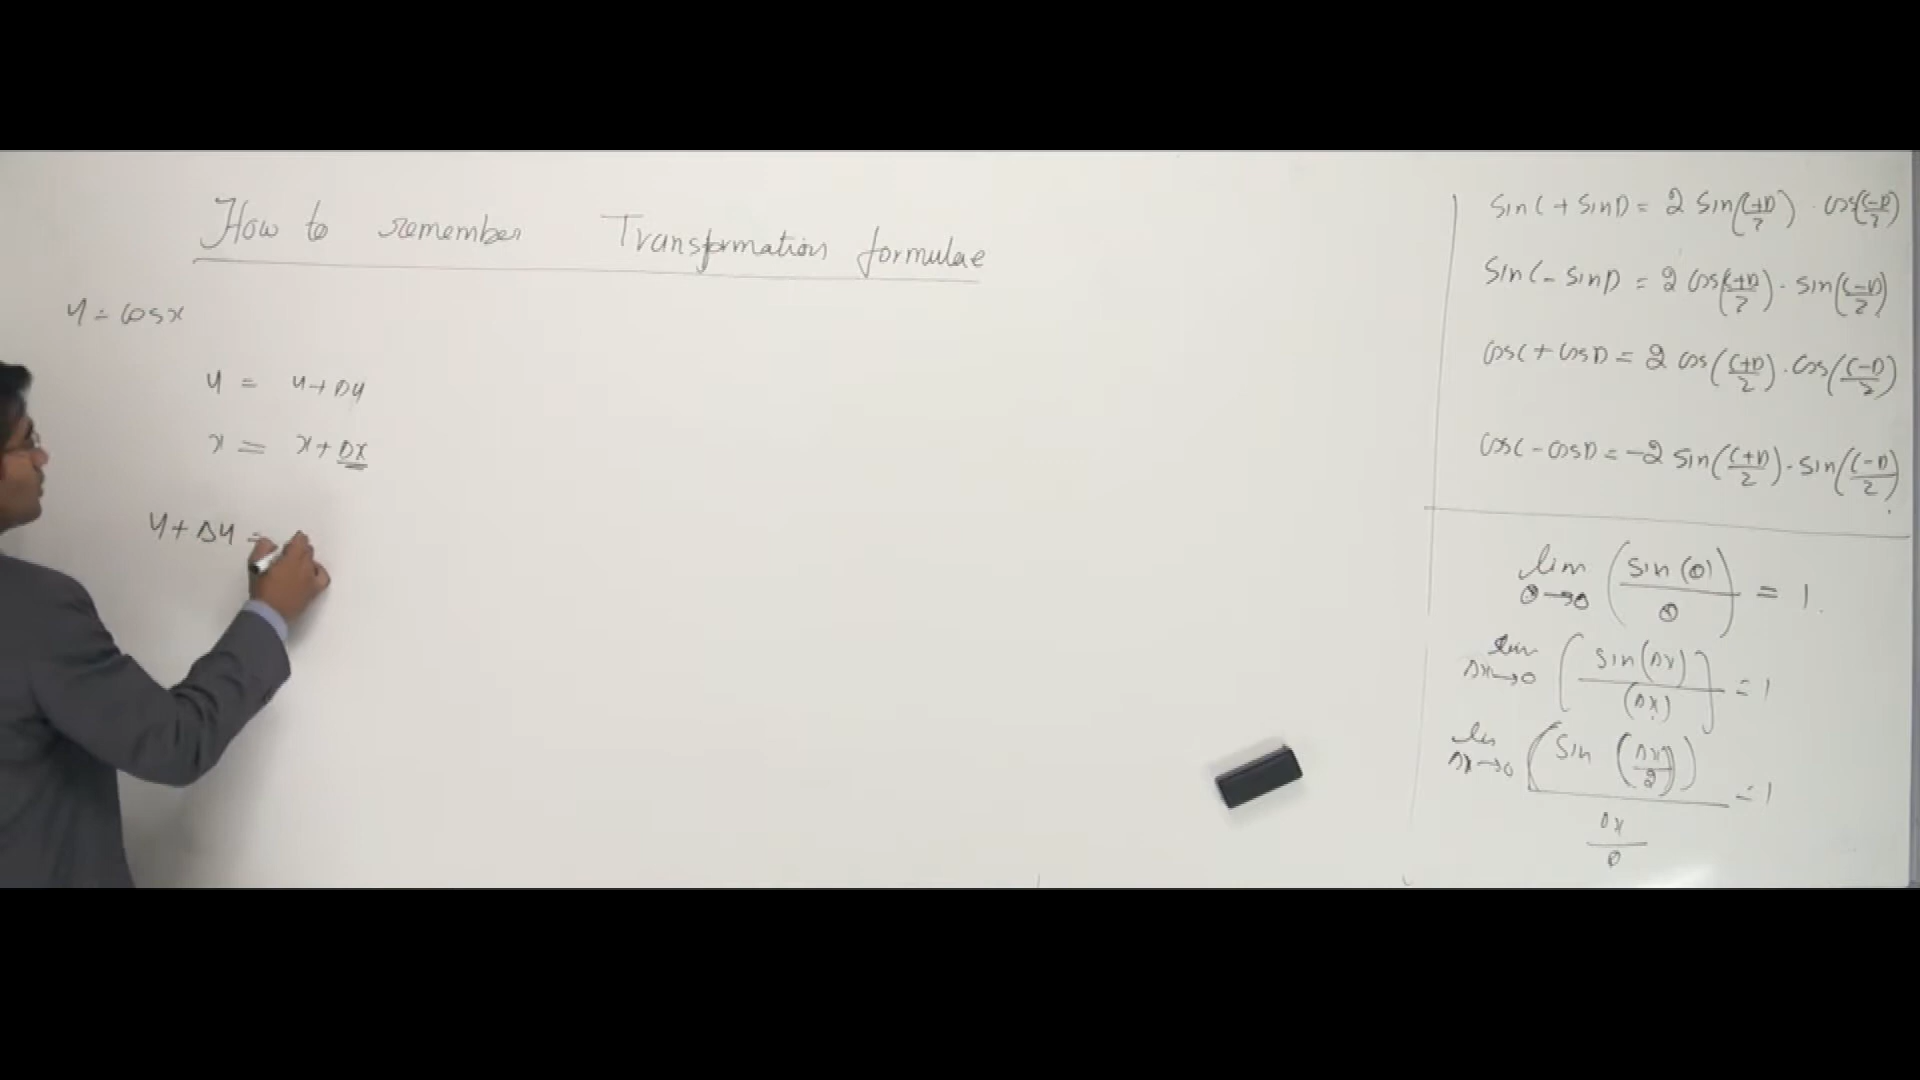 How to remember Transformation formulae
y = cosx
y = y + Δy
x = x + Δx
y + Δy =
sinC + sinD = 2 sin(C+D/2) · cos(C-D/2)
sinC - sinD = 2 cos(C+D/2) · sin(C-D/2)
cosC + cosD = 2 cos(C+D/2) · cos(C-D/2)
cosC - cosD = -2 sin(C+D/2) · sin(C-D/2)
lim θ→0 (sin(θ)/θ) = 1.
lim Δx→0 (sin(Δx)/(Δx)) = 1
lim Δx→0 (sin(Δx/2))/(Δx/2) = 1